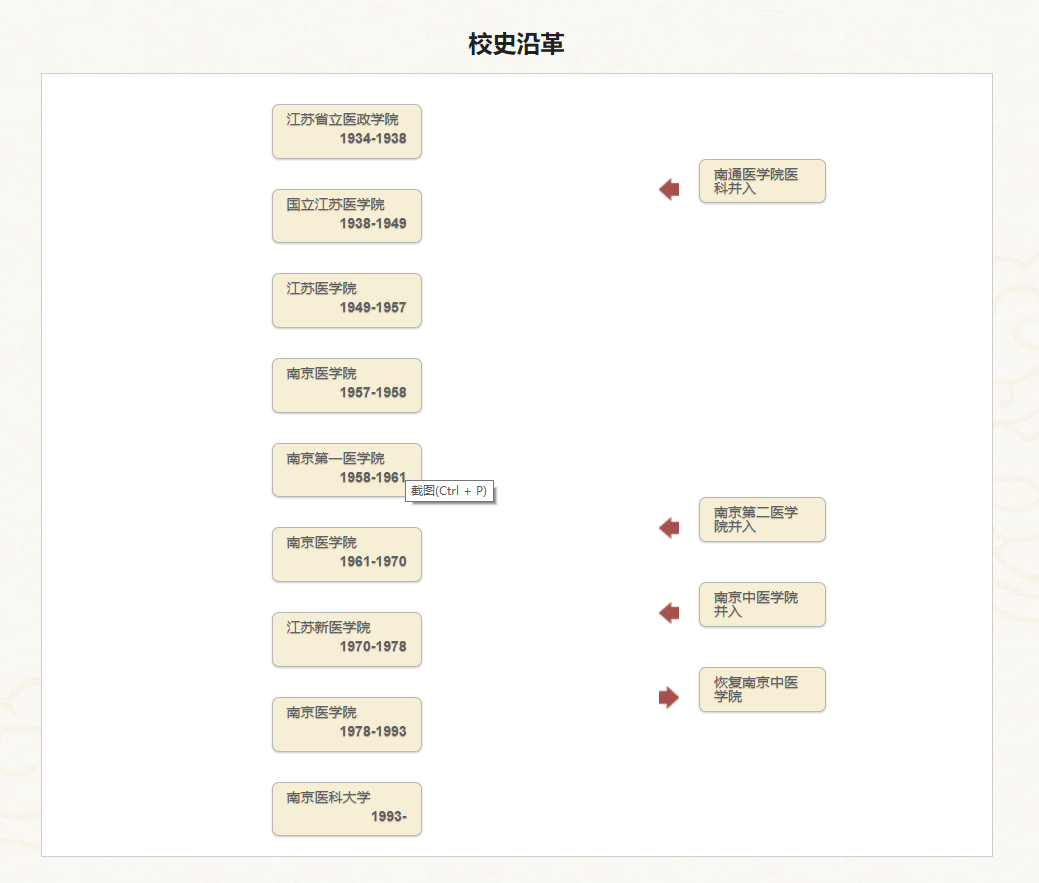 校史沿革
江苏省立医政学院
1934-1938
南通医学院医
科并入
国立江苏医学院
1938-1949
江苏医学院
1949-1957
南京医学院
1957-1958
南京第一医学院
1958-1961
截图(Ctrl + P)
南京第二医学
院并入
南京医学院
1961-1970
南京中医学院
并入
江苏新医学院
1970-1978
恢复南京中医
学院
南京医学院
1978-1993
南京医科大学
1993-